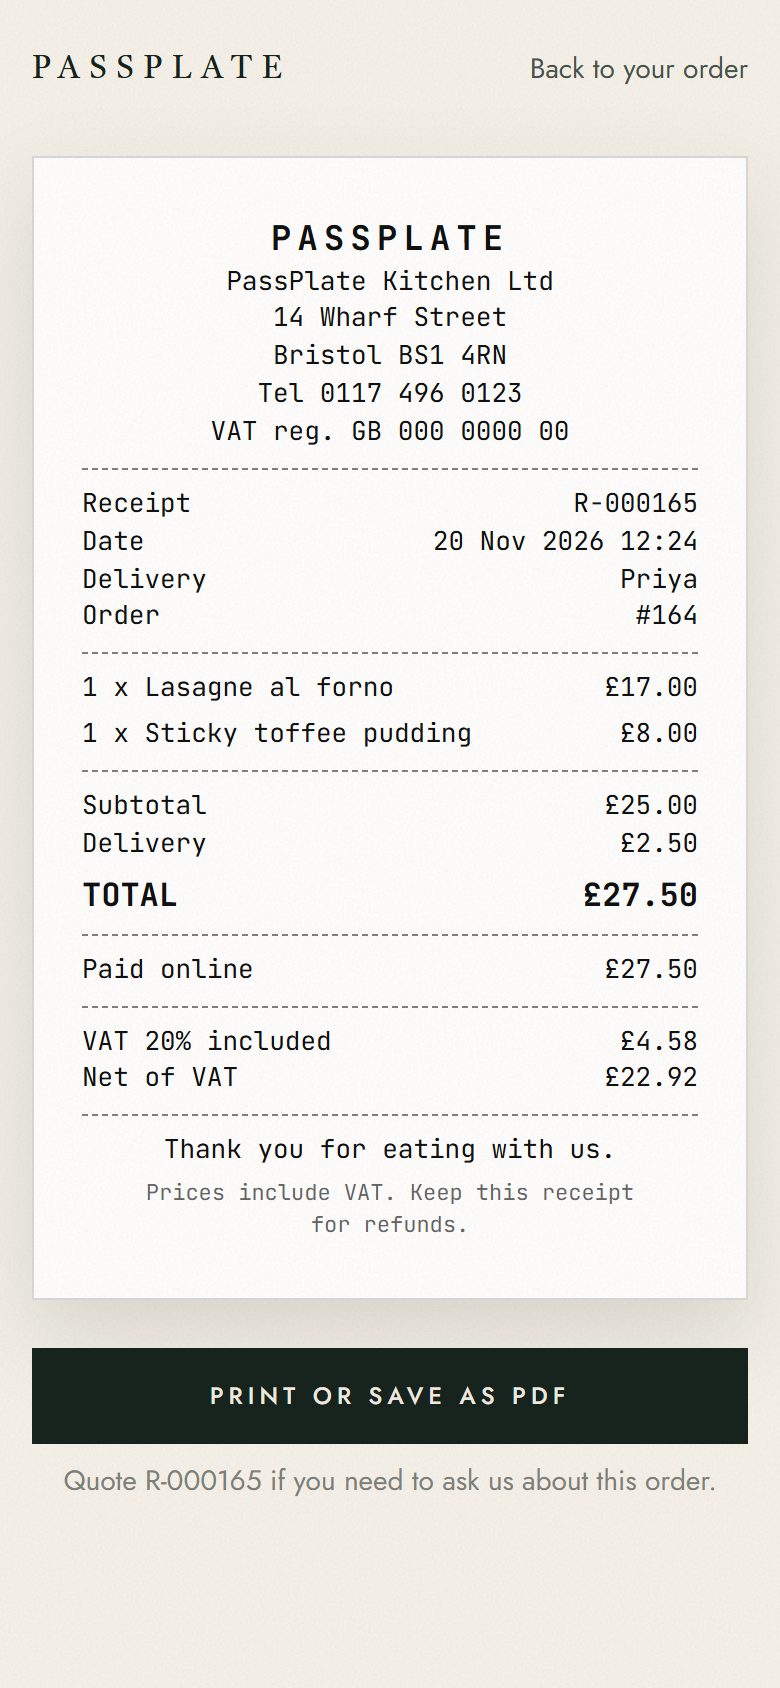 PASSPLATE
Back to your order
PASSPLATE
PassPlate Kitchen Ltd
14 Wharf Street
Bristol BS1 4RN
Tel 0117 496 0123
VAT reg. GB 000 0000 00
Receipt R-000165
Date 20 Nov 2026 12:24
Delivery Priya
Order #164
1 x Lasagne al forno £17.00
1 x Sticky toffee pudding £8.00
Subtotal £25.00
Delivery £2.50
TOTAL £27.50
Paid online £27.50
VAT 20% included £4.58
Net of VAT £22.92
Thank you for eating with us.
Prices include VAT. Keep this receipt
for refunds.
PRINT OR SAVE AS PDF
Quote R-000165 if you need to ask us about this order.